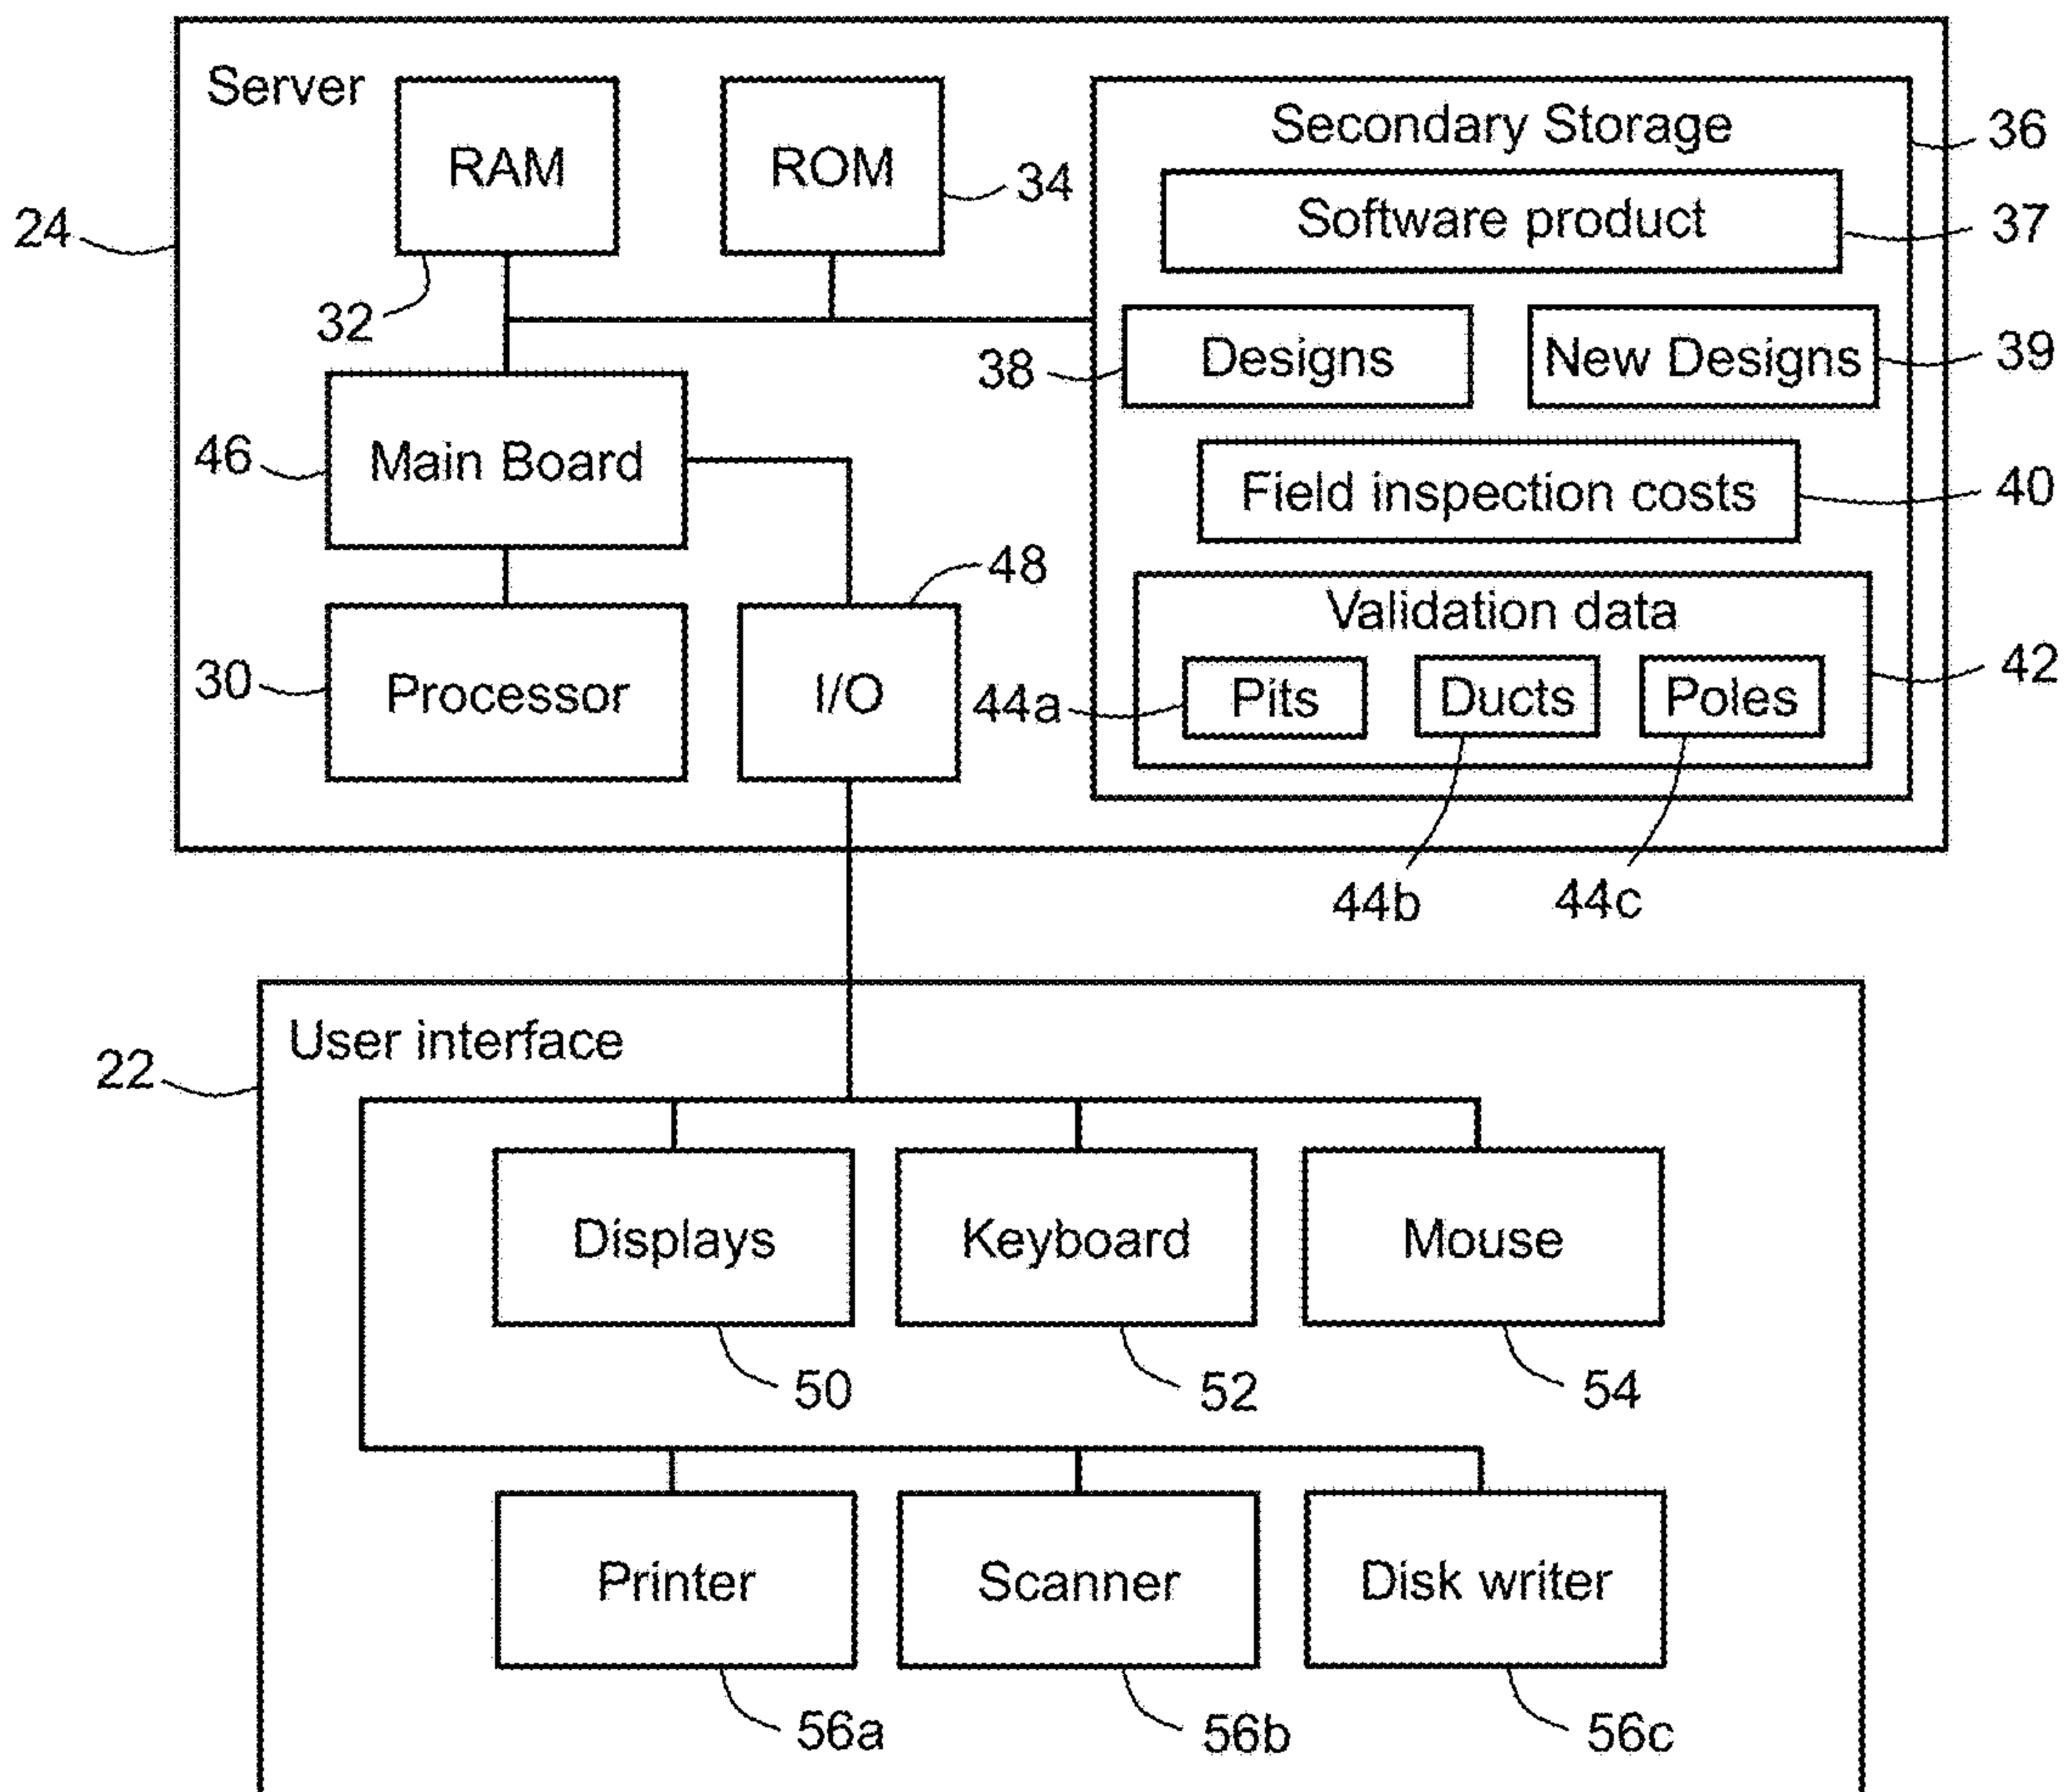 Server
RAM
ROM
34
Secondary Storage
36
Software product
37
24
32
38
Designs
New Designs
39
46
Main Board
Field inspection costs
40
48
Validation data
42
30
Processor
I/O
44a
Pits
Ducts
Poles
44b
44c
User interface
22
Displays
Keyboard
Mouse
50
52
54
Printer
Scanner
Disk writer
56a
56b
56c